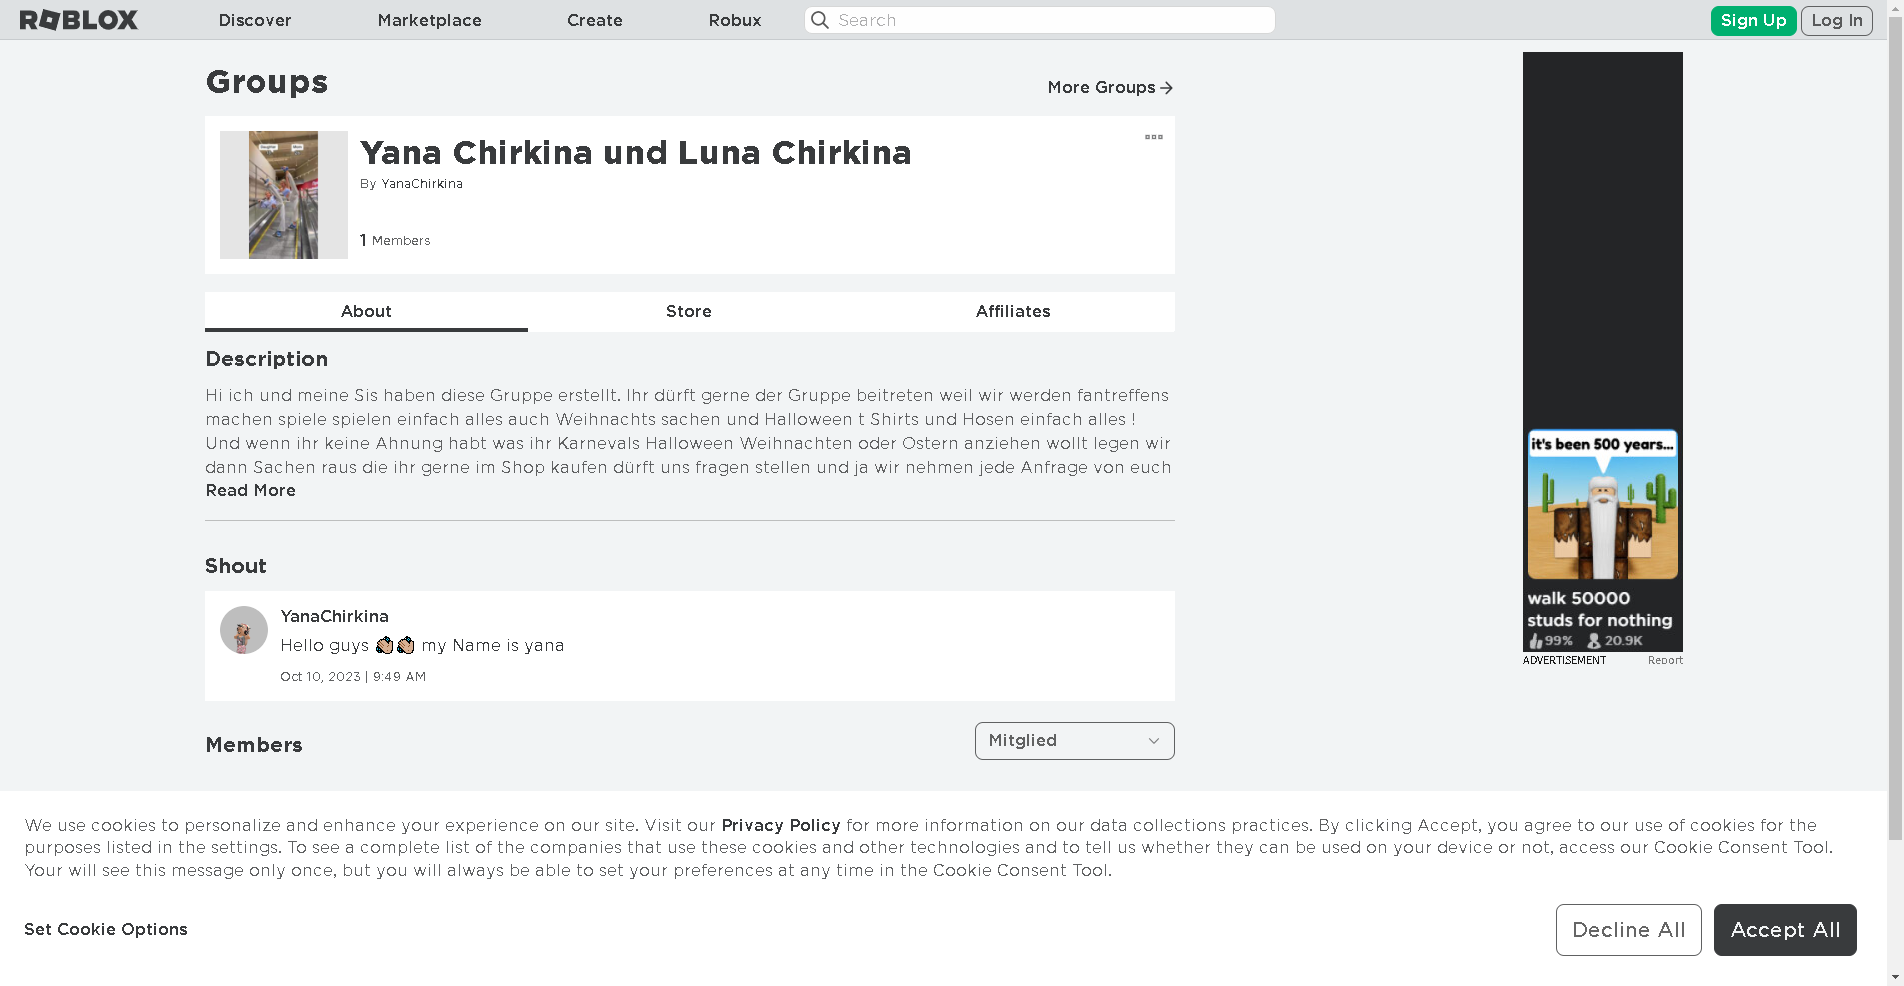 ROBLOX
Discover
Marketplace
Create
Robux
Search
Sign Up
Log In
Groups
More Groups
Yana Chirkina und Luna Chirkina
By YanaChirkina
1 Members
About
Store
Affiliates
Description
Hi ich und meine Sis haben diese Gruppe erstellt. Ihr dürft gerne der Gruppe beitreten weil wir werden fantreffens
machen spiele spielen einfach alles auch Weihnachts sachen und Halloween t Shirts und Hosen einfach alles !
Und wenn ihr keine Ahnung habt was ihr Karnevals Halloween Weihnachten oder Ostern anziehen wollt legen wir
dann Sachen raus die ihr gerne im Shop kaufen dürft uns fragen stellen und ja wir nehmen jede Anfrage von euch
Read More
Shout
YanaChirkina
Hello guys my Name is yana
Oct 10, 2023 | 9:49 AM
Members
Mitglied
it's been 500 years...
walk 50000
studs for nothing
99% 20.9K
ADVERTISEMENT
Report
We use cookies to personalize and enhance your experience on our site. Visit our Privacy Policy for more information on our data collections practices. By clicking Accept, you agree to our use of cookies for the
purposes listed in the settings. To see a complete list of the companies that use these cookies and other technologies and to tell us whether they can be used on your device or not, access our Cookie Consent Tool.
Your will see this message only once, but you will always be able to set your preferences at any time in the Cookie Consent Tool.
Set Cookie Options
Decline All
Accept All